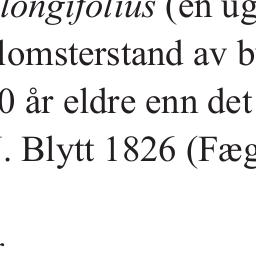 longifolius (en ug
lomsterstand av b
0 år eldre enn det
. Blytt 1826 (Fæg